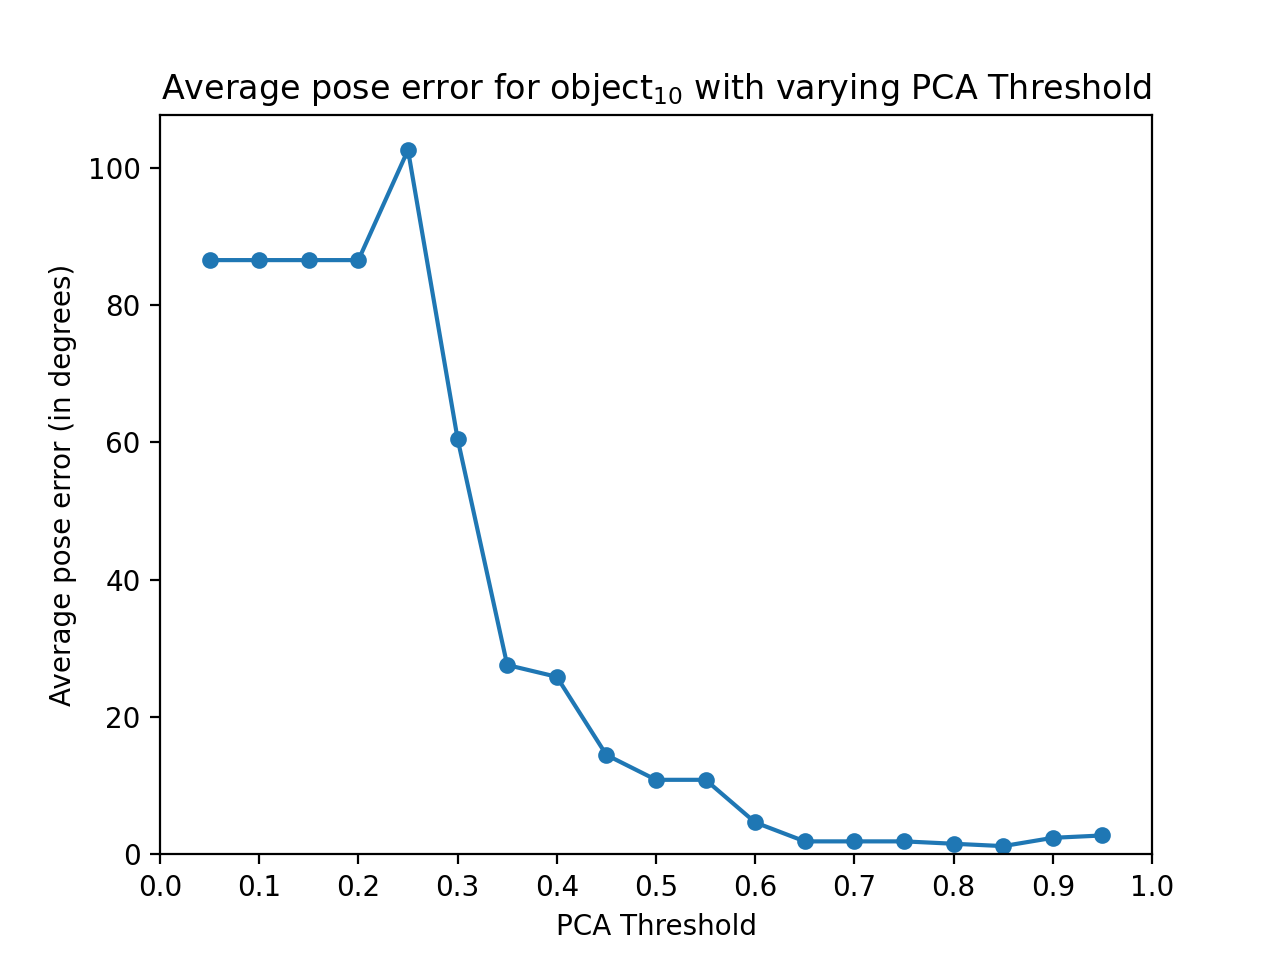 Average pose error for object₁₀ with varying PCA Threshold
Average pose error (in degrees)
100
80
60
40
20
0
0.0 0.1 0.2 0.3 0.4 0.5 0.6 0.7 0.8 0.9 1.0
PCA Threshold